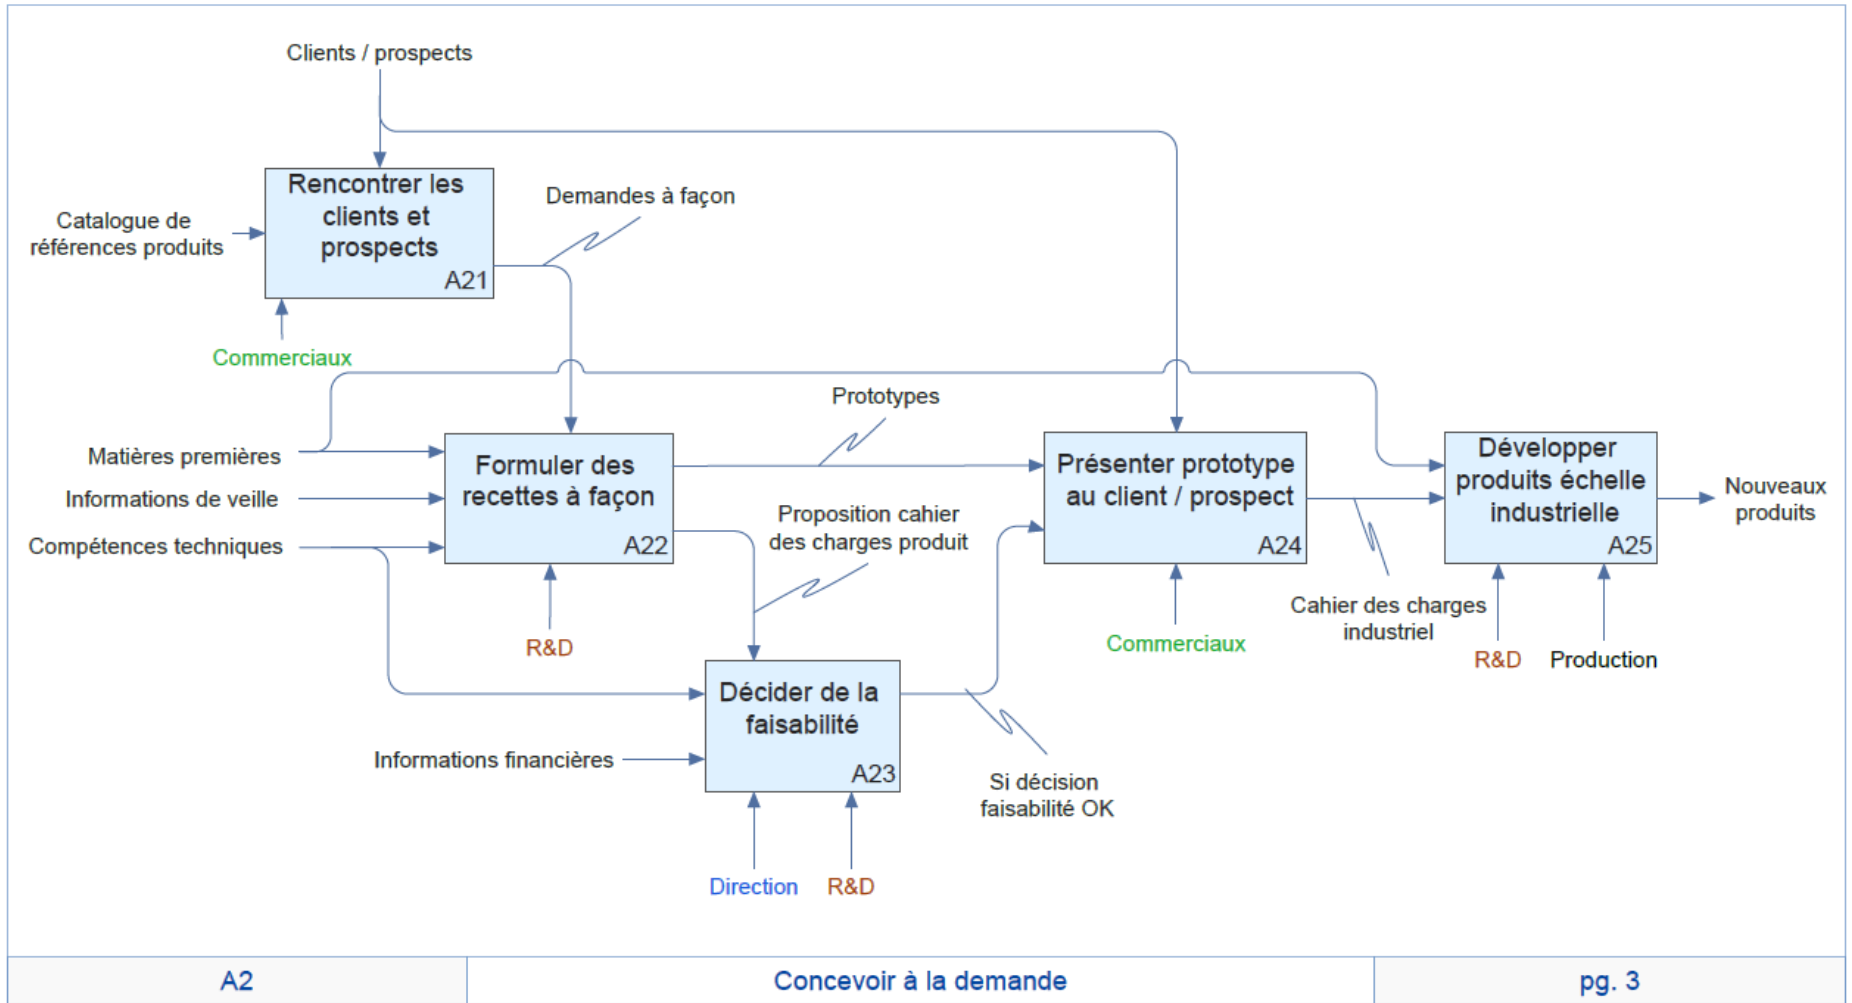 Clients / prospects
Rencontrer les
clients et
prospects
A21
Demandes à façon
Catalogue de
références produits
Commerciaux
Prototypes
Matières premières
Informations de veille
Compétences techniques
Formuler des
recettes à façon
A22
Proposition cahier
des charges produit
Présenter prototype
au client / prospect
A24
Développer
produits échelle
industrielle
A25
Nouveaux
produits
R&D
Commerciaux
Cahier des charges
industriel
R&D
Production
Décider de la
faisabilité
A23
Informations financières
Si décision
faisabilité OK
Direction
R&D
A2
Concevoir à la demande
pg. 3